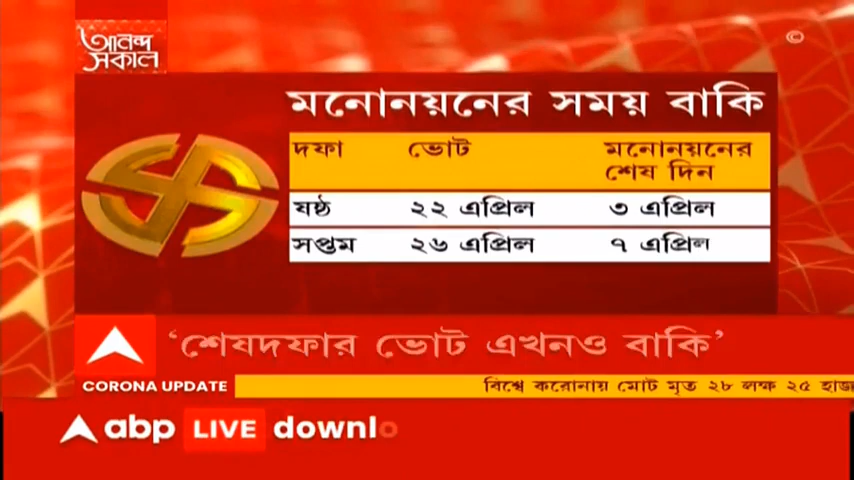 ©
আনন্দ
সকাল
মনোনয়নের সময় বাকি
দফা ভোট মনোনয়নের
শেষ দিন
ষষ্ঠ ২২ এপ্রিল ৩ এপ্রিল
সপ্তম ২৬ এপ্রিল ৭ এপ্রিল
‘শেষদফার ভোট এখনও বাকি’
CORONA UPDATE বিশ্বে করোনায় মোট মৃত ২৮ লক্ষ ২৫ হাজ
abp LIVE downlo